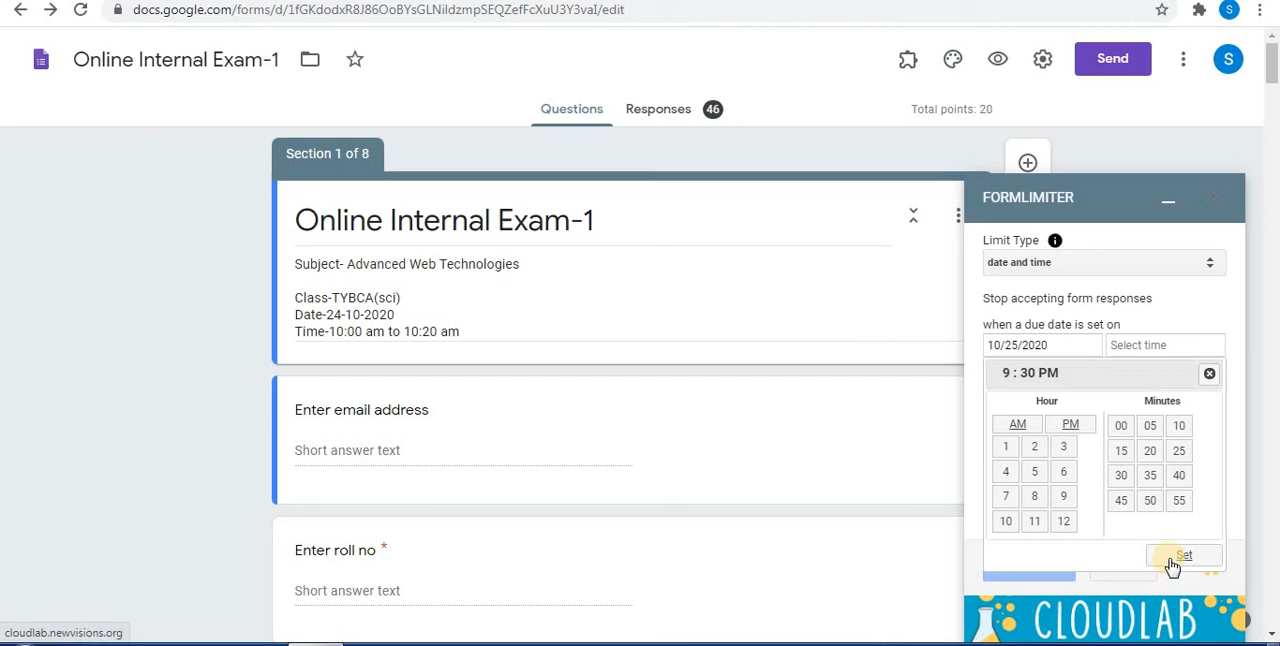 docs.google.com/forms/d/1fGKdodxR8J86OoBYsGLNildzmpSEQZefFcXuU3Y3vaI/edit
S
Online Internal Exam-1
Send
S
Questions
Responses 46
Total points: 20
Section 1 of 8
Online Internal Exam-1
Subject- Advanced Web Technologies
Class-TYBCA(sci)
Date-24-10-2020
Time-10:00 am to 10:20 am
Enter email address
Short answer text
Enter roll no *
Short answer text
FORMLIMITER
Limit Type
date and time
Stop accepting form responses
when a due date is set on
10/25/2020 Select time
9 : 30 PM
Hour Minutes
AM PM 00 05 10
1 2 3 15 20 25
4 5 6 30 35 40
7 8 9 45 50 55
10 11 12
Set
CLOUDLAB
cloudlab.newvisions.org